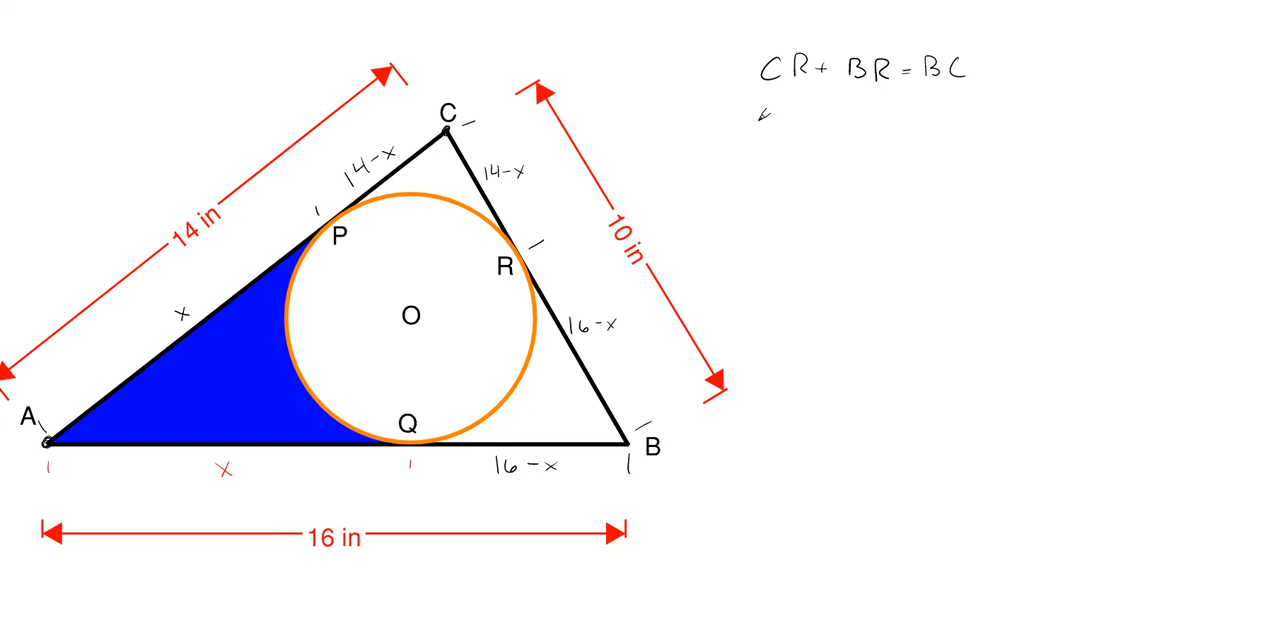 CR + BR = BC
C
14-x
14-x
14 in
P
R
10 in
x
O
16-x
A
Q
B
x
16-x
16 in